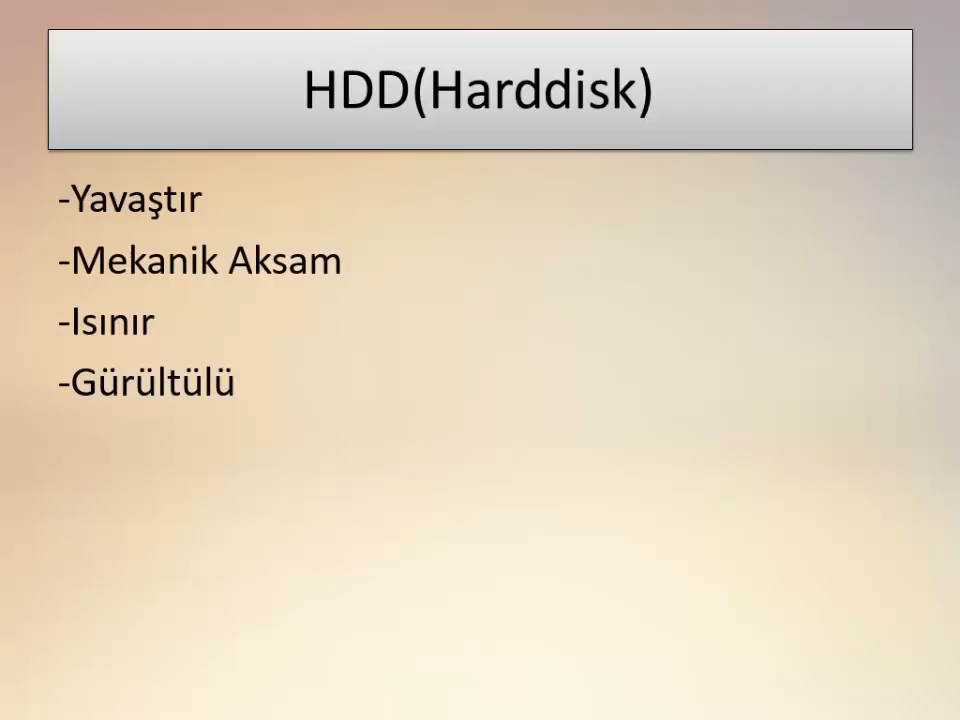 HDD(Harddisk)
-Yavaştır
-Mekanik Aksam
-Isınır
-Gürültülü